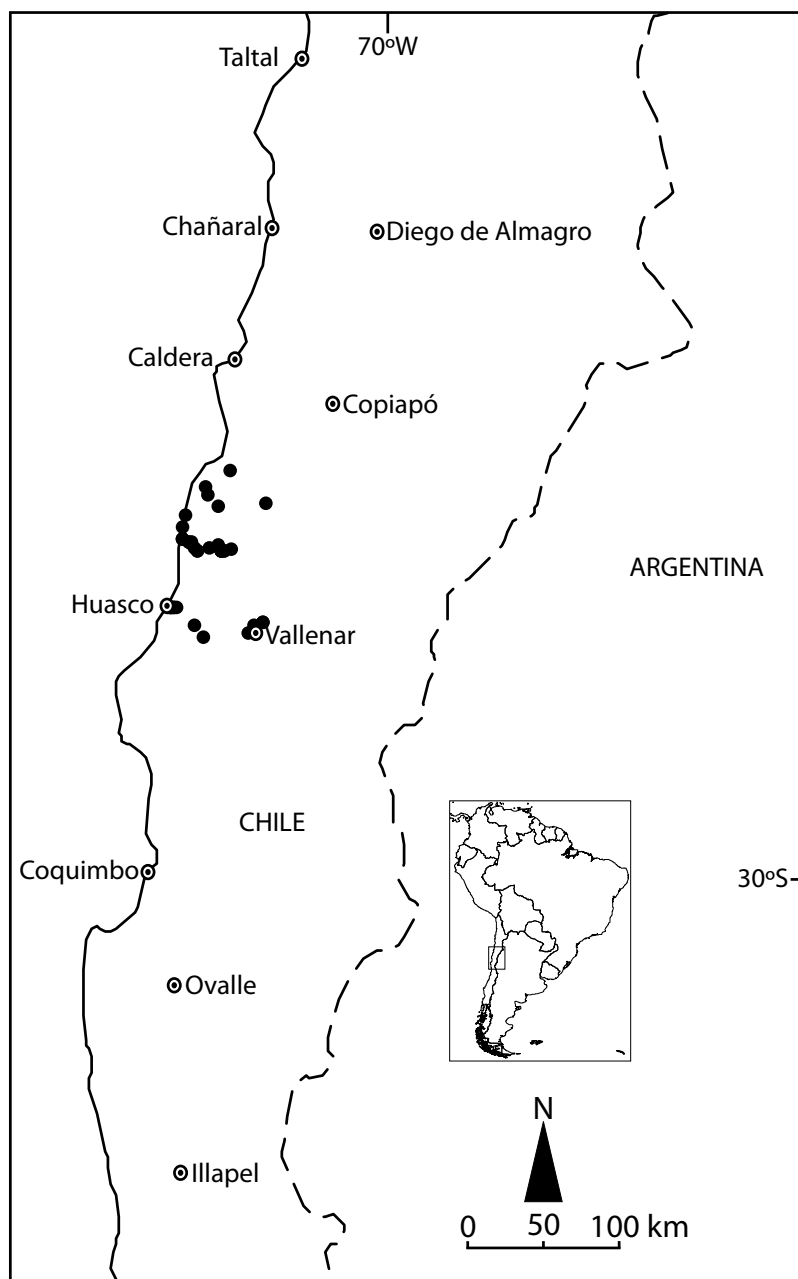 70ºW
Taltal
Chañaral
Diego de Almagro
Caldera
Copiapó
ARGENTINA
Huasco
Vallenar
CHILE
Coquimbo
30ºS
Ovalle
N
Illapel
0 50 100 km